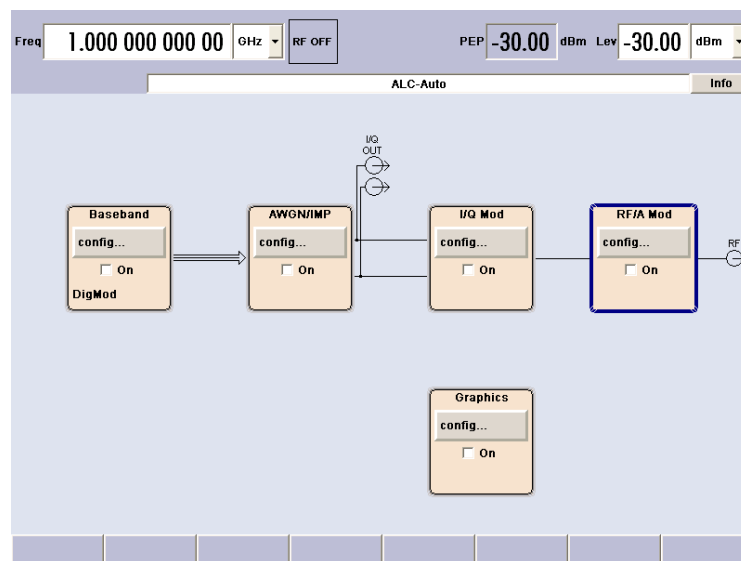 Freq 1.000 000 000 00 GHz RF OFF PEP -30.00 dBm Lev -30.00 dBm
ALC-Auto Info
I/Q
OUT
Baseband AWGN/IMP I/Q Mod RF/A Mod
config... config... config... config... RF
On On On On
DigMod
Graphics
config...
On